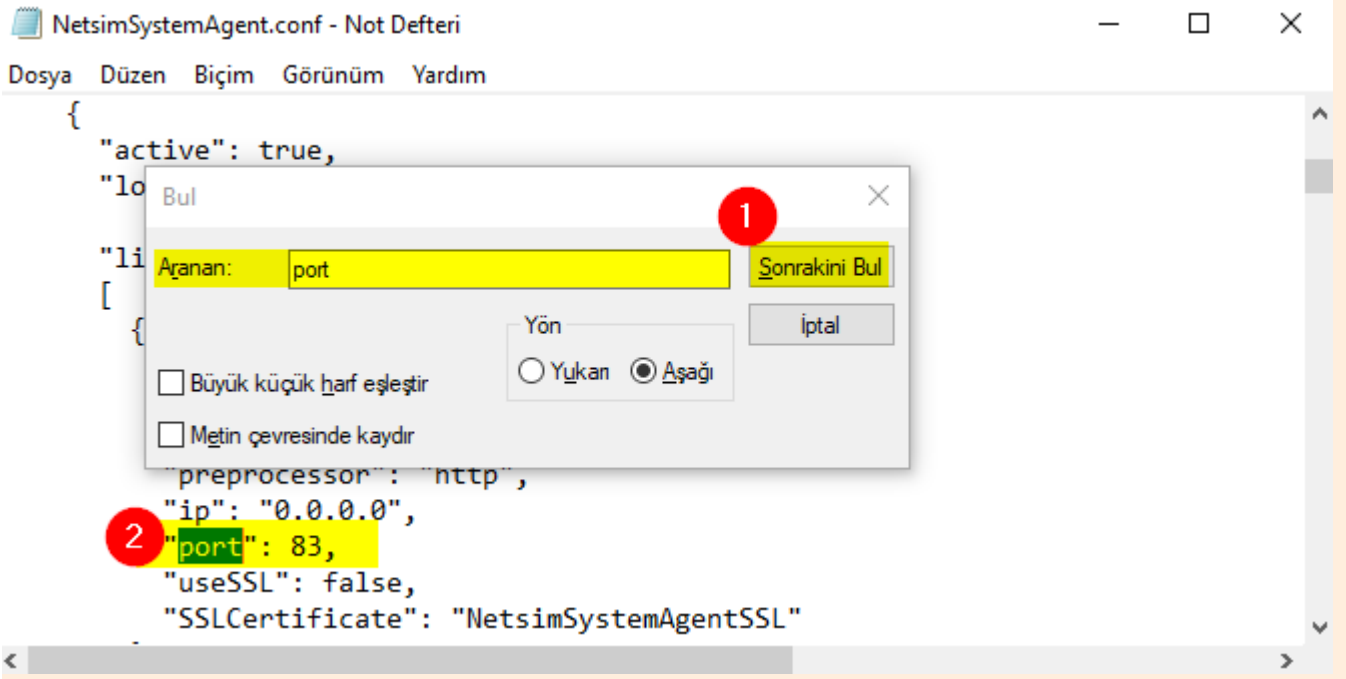 NetsimSystemAgent.conf - Not Defteri
Dosya Düzen Biçim Görünüm Yardım
{
"active": true,
"lo
"li
[
{
Bul
1
Aranan: port
Sonrakini Bul
Yön
İptal
Yukarı Aşağı
Büyük küçük harf eşleştir
Metin çevresinde kaydır
"preprocessor": "http",
"ip": "0.0.0.0",
2
"port": 83,
"useSSL": false,
"SSLCertificate": "NetsimSystemAgentSSL"